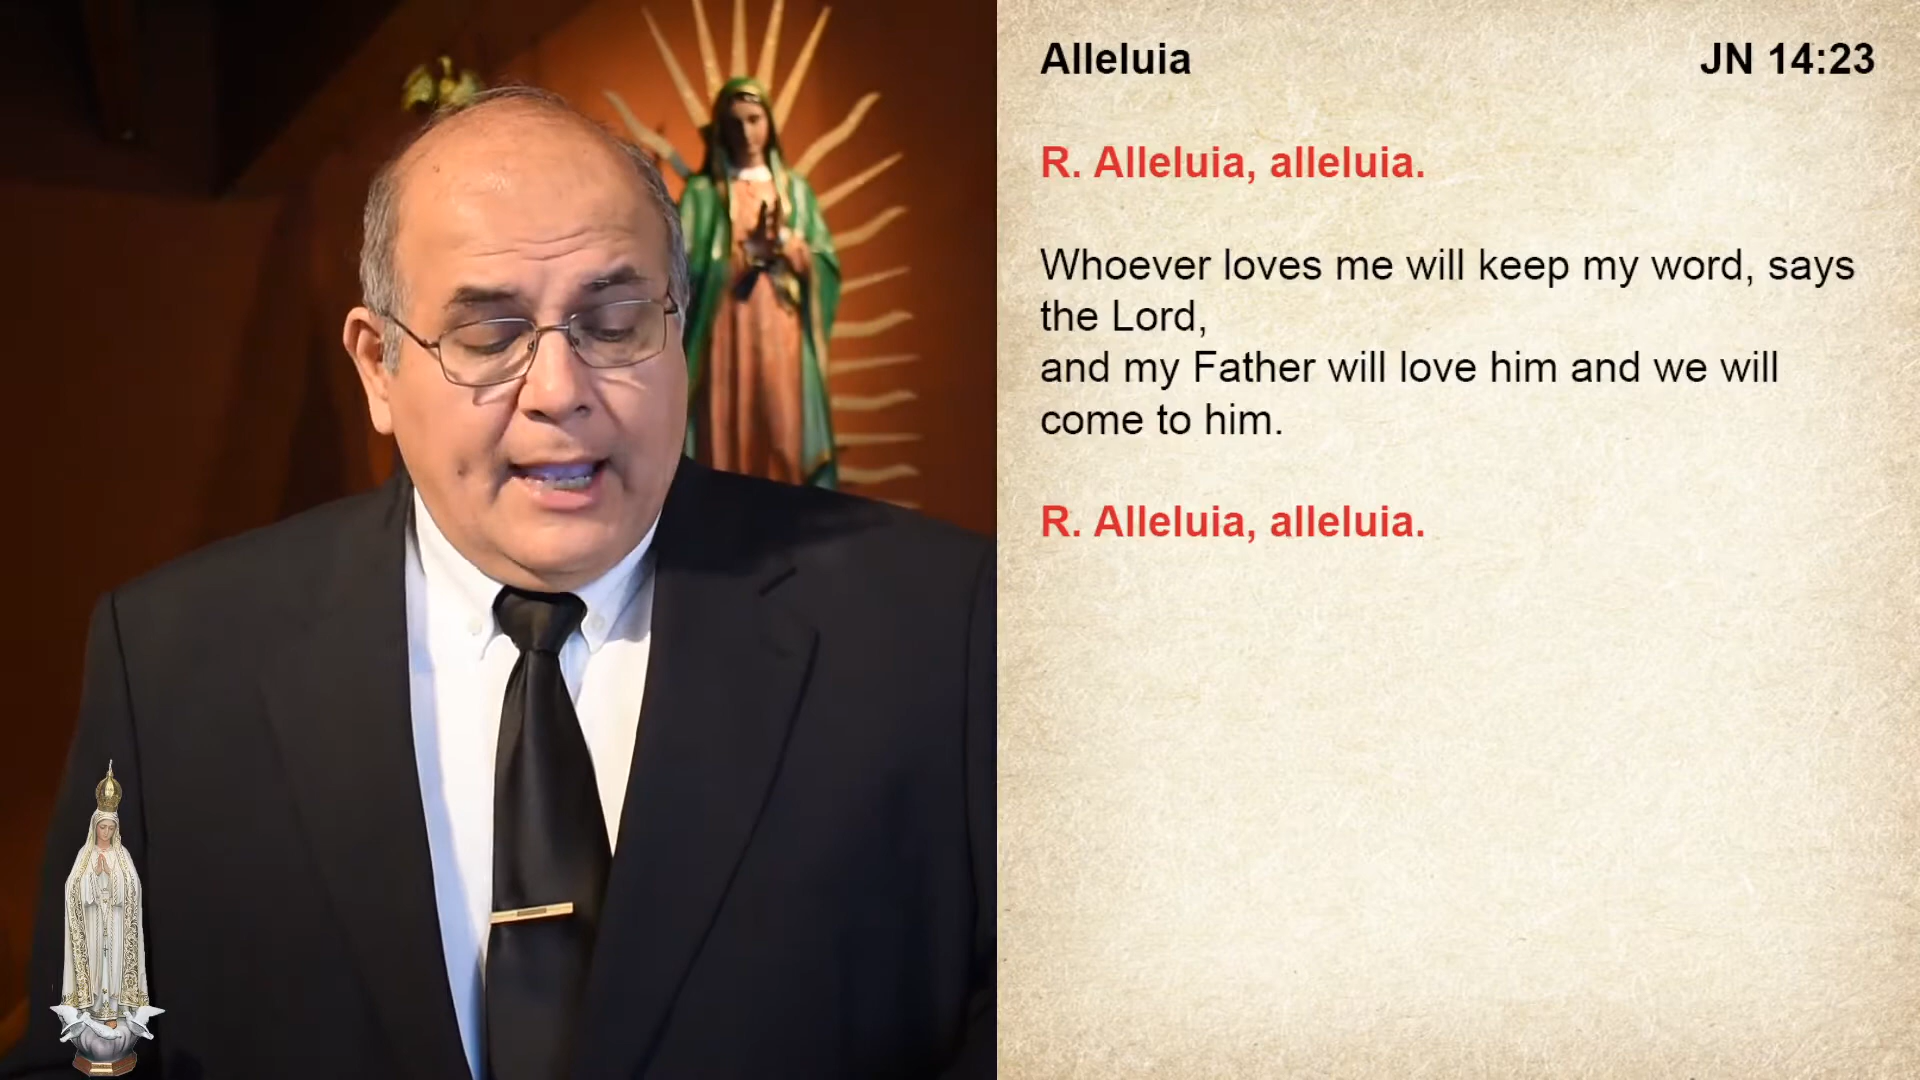 Alleluia JN 14:23
R. Alleluia, alleluia.
Whoever loves me will keep my word, says
the Lord,
and my Father will love him and we will
come to him.
R. Alleluia, alleluia.